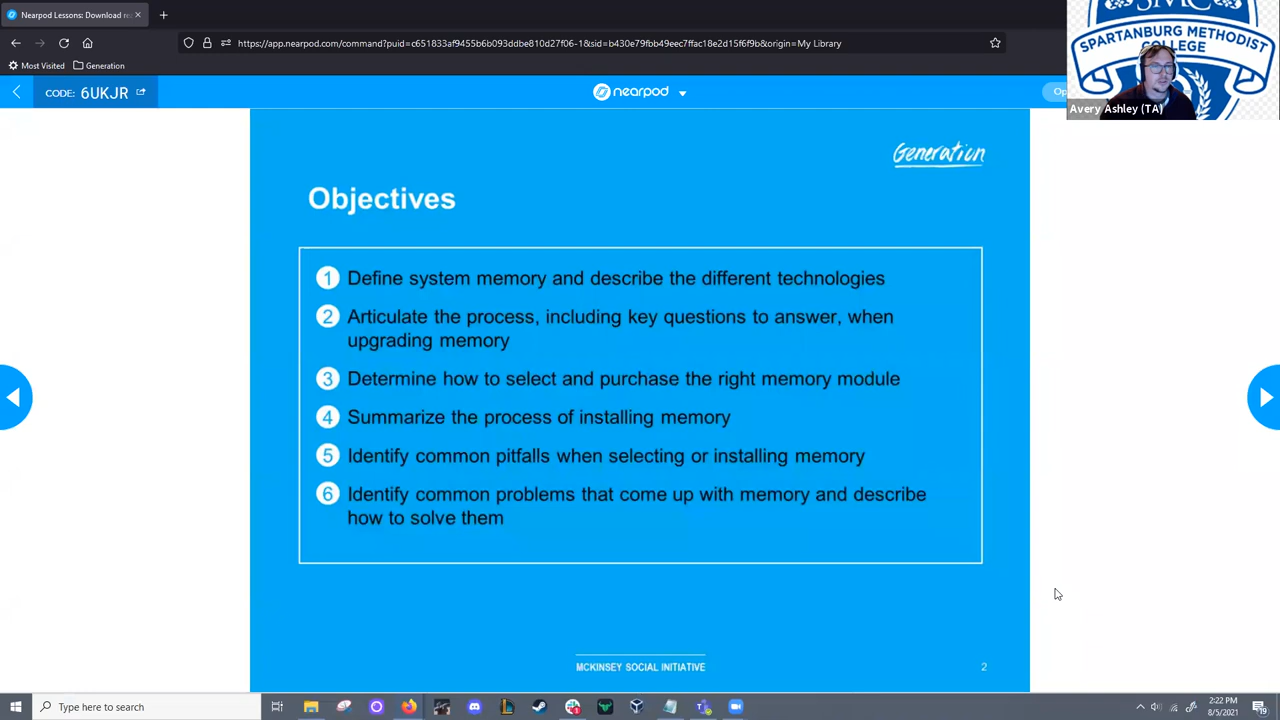 Nearpod Lessons: Download re
https://app.nearpod.com/command?puid=c651833af9455b6b093ddbe810d27f06-1&sid=b430e79fbb49eec7ffac18e2d15f6f9b&origin=My Library
Most Visited
Generation
CODE: 6UKJR
nearpod
Op
SMC
SPARTANBURG METHODIST
COLLEGE
Avery Ashley (TA)
Generation
Objectives
1 Define system memory and describe the different technologies
2 Articulate the process, including key questions to answer, when
upgrading memory
3 Determine how to select and purchase the right memory module
4 Summarize the process of installing memory
5 Identify common pitfalls when selecting or installing memory
6 Identify common problems that come up with memory and describe
how to solve them
MCKINSEY SOCIAL INITIATIVE
2
Type here to search
2:22 PM
8/5/2021
19